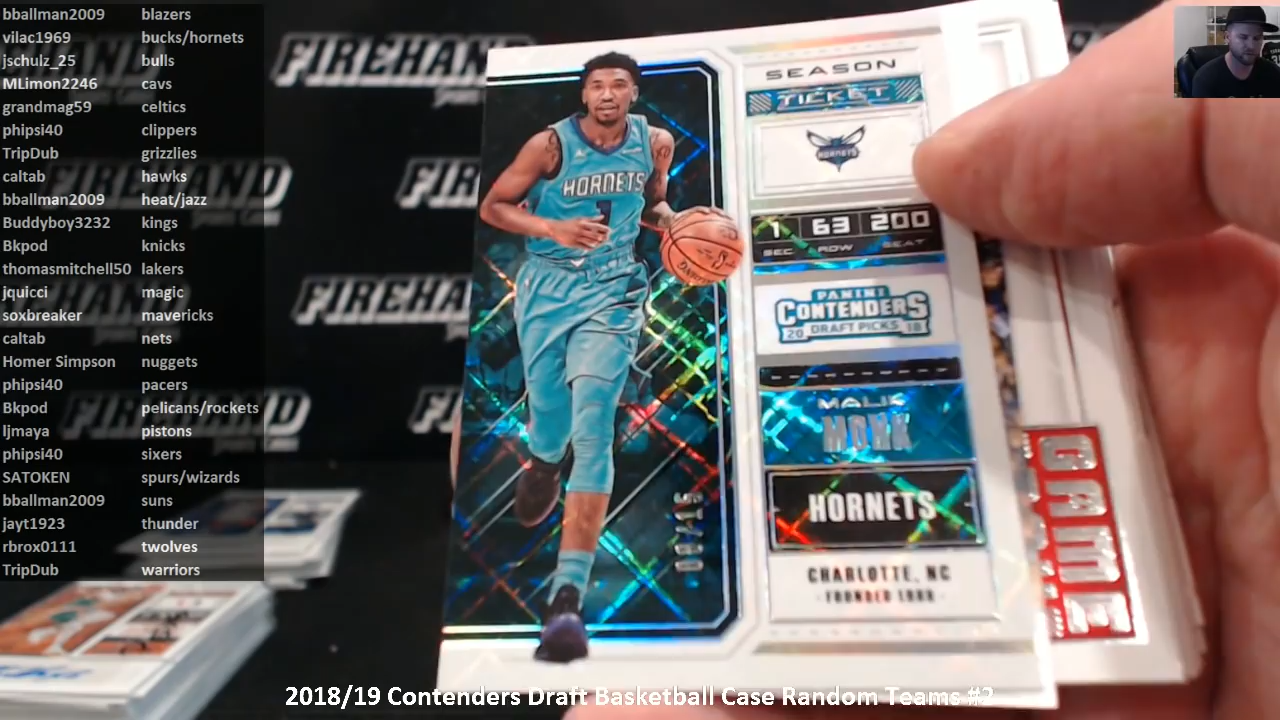 bballman2009 blazers
vilac1969 bucks/hornets
jschulz_25 bulls
MLimon2246 cavs
grandmag59 celtics
phipsi40 clippers
TripDub grizzlies
caltab hawks
bballman2009 heat/jazz
Buddyboy3232 kings
Bkpod knicks
thomasmitchell50 lakers
jquicci magic
soxbreaker mavericks
caltab nets
Homer Simpson nuggets
phipsi40 pacers
Bkpod pelicans/rockets
ljmaya pistons
phipsi40 sixers
SATOKEN spurs/wizards
bballman2009 suns
jayt1923 thunder
rbrox0111 twolves
TripDub warriors
FIREHAND
HORNETS
1
SEASON
TICKET
HORNETS
1 63 200
SEC ROW SEAT
PANINI
CONTENDERS
20 DRAFT PICKS 18
MALIK
MONK
HORNETS
CHARLOTTE, NC
GAME
2018/19 Contenders Draft Basketball Case Random Teams #2